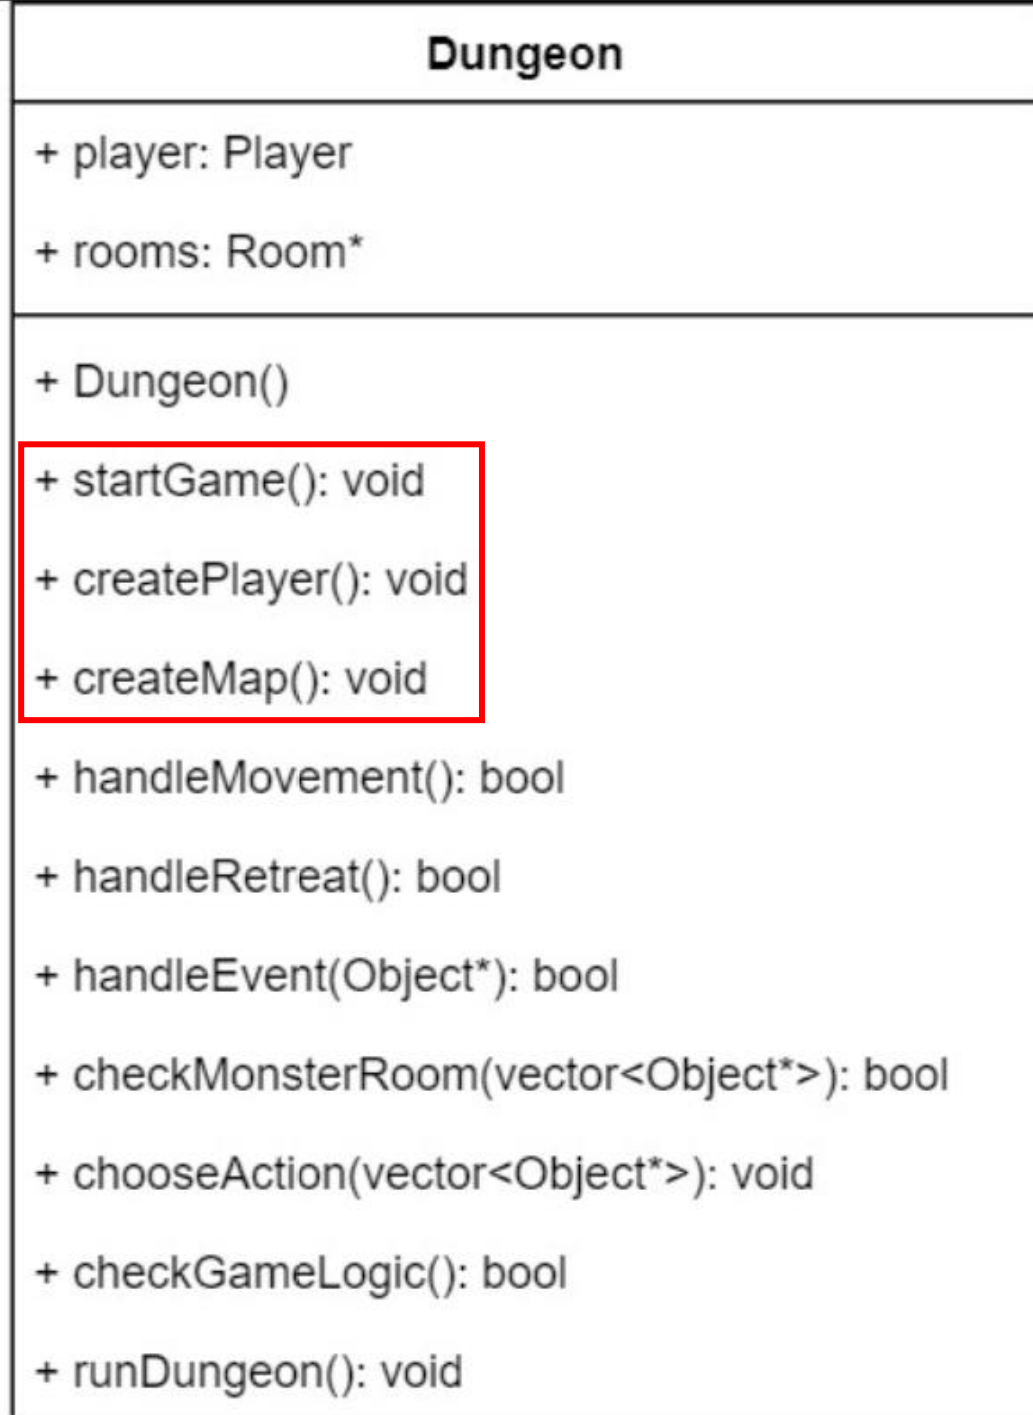 Dungeon
+ player: Player
+ rooms: Room*
+ Dungeon()
+ startGame(): void
+ createPlayer(): void
+ createMap(): void
+ handleMovement(): bool
+ handleRetreat(): bool
+ handleEvent(Object*): bool
+ checkMonsterRoom(vector<Object*>): bool
+ chooseAction(vector<Object*>): void
+ checkGameLogic(): bool
+ runDungeon(): void